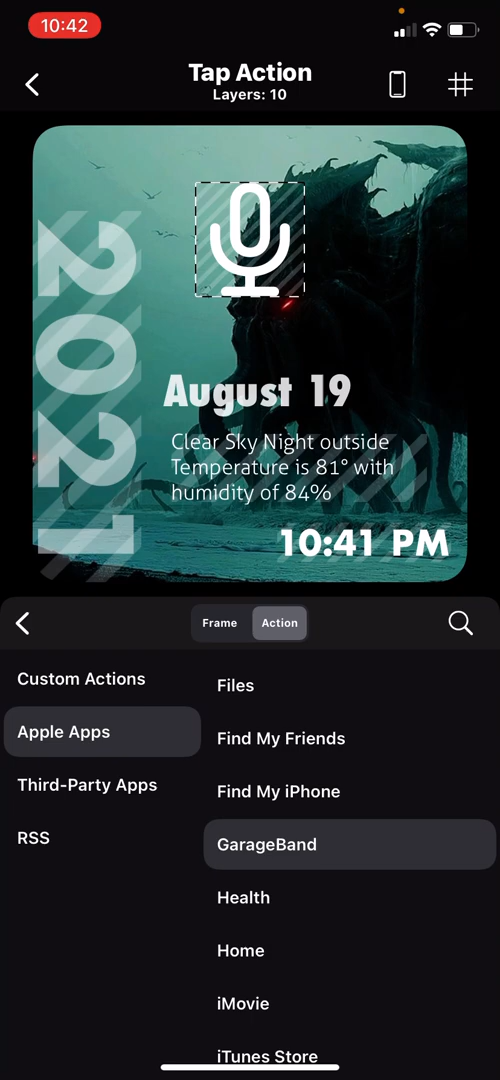 10:42
Tap Action
Layers: 10
2021
August 19
Clear Sky Night outside
Temperature is 81° with
humidity of 84%
10:41 PM
Frame
Action
Custom Actions
Apple Apps
Third-Party Apps
RSS
Files
Find My Friends
Find My iPhone
GarageBand
Health
Home
iMovie
iTunes Store